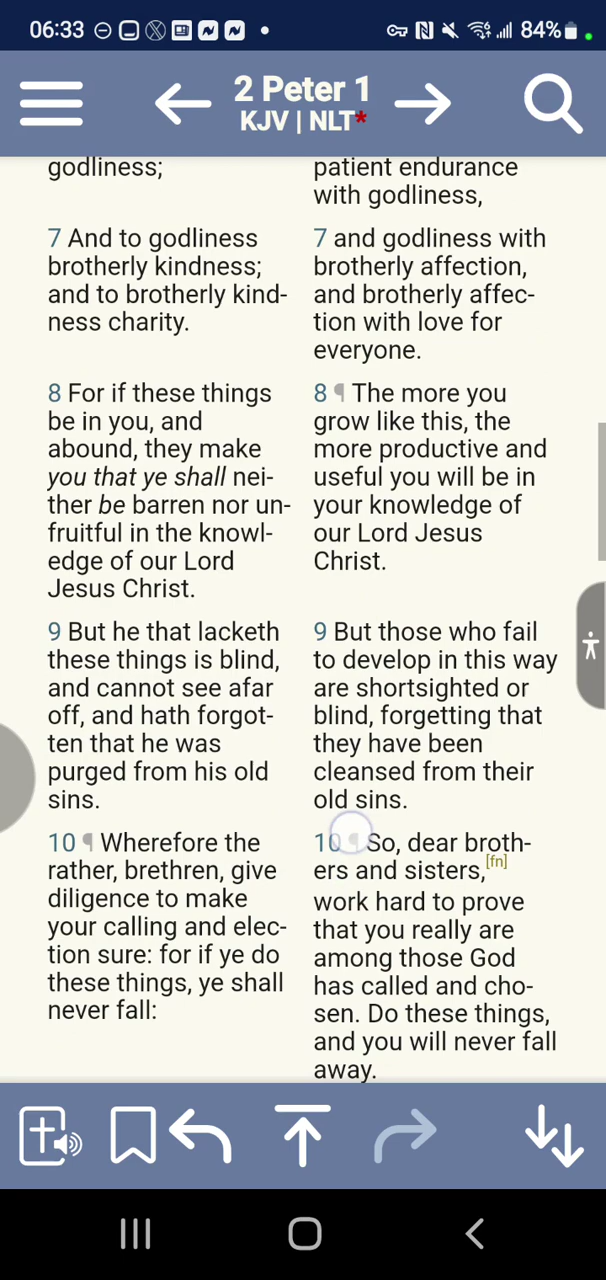 06:33
84%
2 Peter 1
KJV | NLT*
godliness;
7 And to godliness
brotherly kindness;
and to brotherly kind-
ness charity.
8 For if these things
be in you, and
abound, they make
you that ye shall nei-
ther be barren nor un-
fruitful in the knowl-
edge of our Lord
Jesus Christ.
9 But he that lacketh
these things is blind,
and cannot see afar
off, and hath forgot-
ten that he was
purged from his old
sins.
10 ¶ Wherefore the
rather, brethren, give
diligence to make
your calling and elec-
tion sure: for if ye do
these things, ye shall
never fall:
patient endurance
with godliness,
7 and godliness with
brotherly affection,
and brotherly affec-
tion with love for
everyone.
8 ¶ The more you
grow like this, the
more productive and
useful you will be in
your knowledge of
our Lord Jesus
Christ.
9 But those who fail
to develop in this way
are shortsighted or
blind, forgetting that
they have been
cleansed from their
old sins.
10 ¶ So, dear broth-
ers and sisters,[fn]
work hard to prove
that you really are
among those God
has called and cho-
sen. Do these things,
and you will never fall
away.